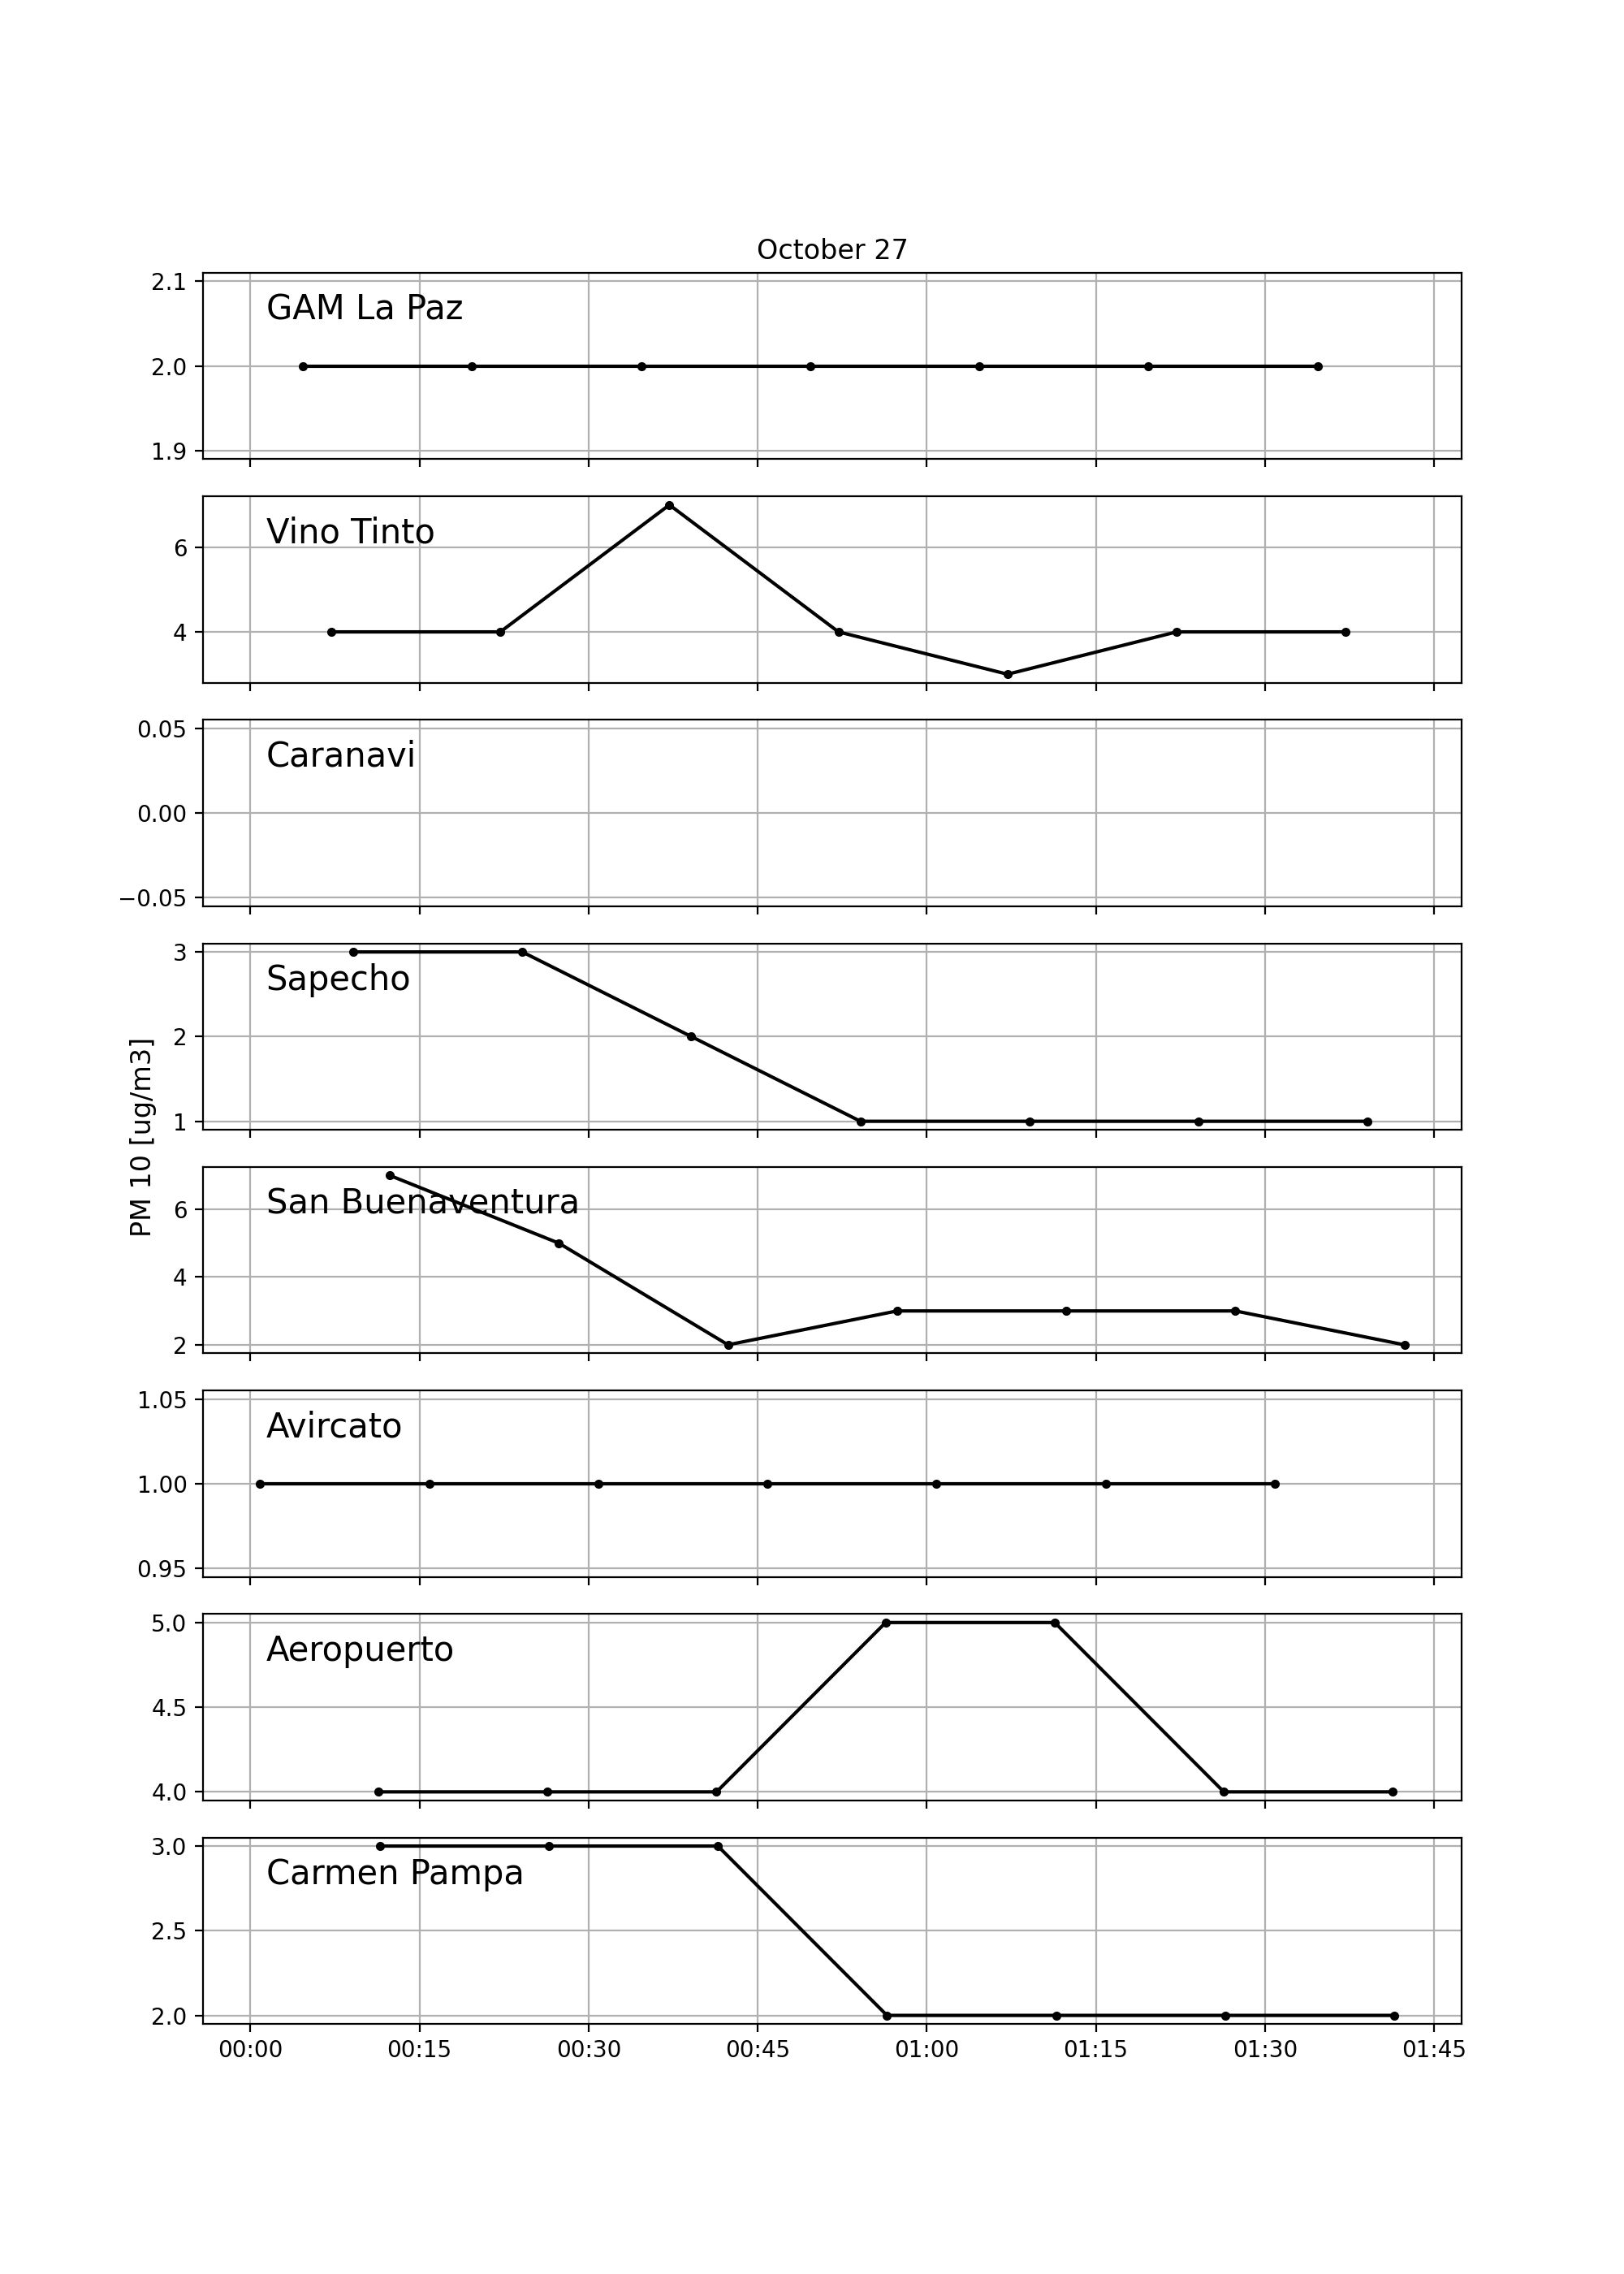 October 27
2.1
GAM La Paz
2.0
1.9
Vino Tinto
6
4
0.05
Caranavi
0.00
−0.05
3
Sapecho
2
1
PM 10 [ug/m3]
San Buenaventura
6
4
2
1.05
Avircato
1.00
0.95
5.0
Aeropuerto
4.5
4.0
3.0
Carmen Pampa
2.5
2.0
00:00 00:15 00:30 00:45 01:00 01:15 01:30 01:45